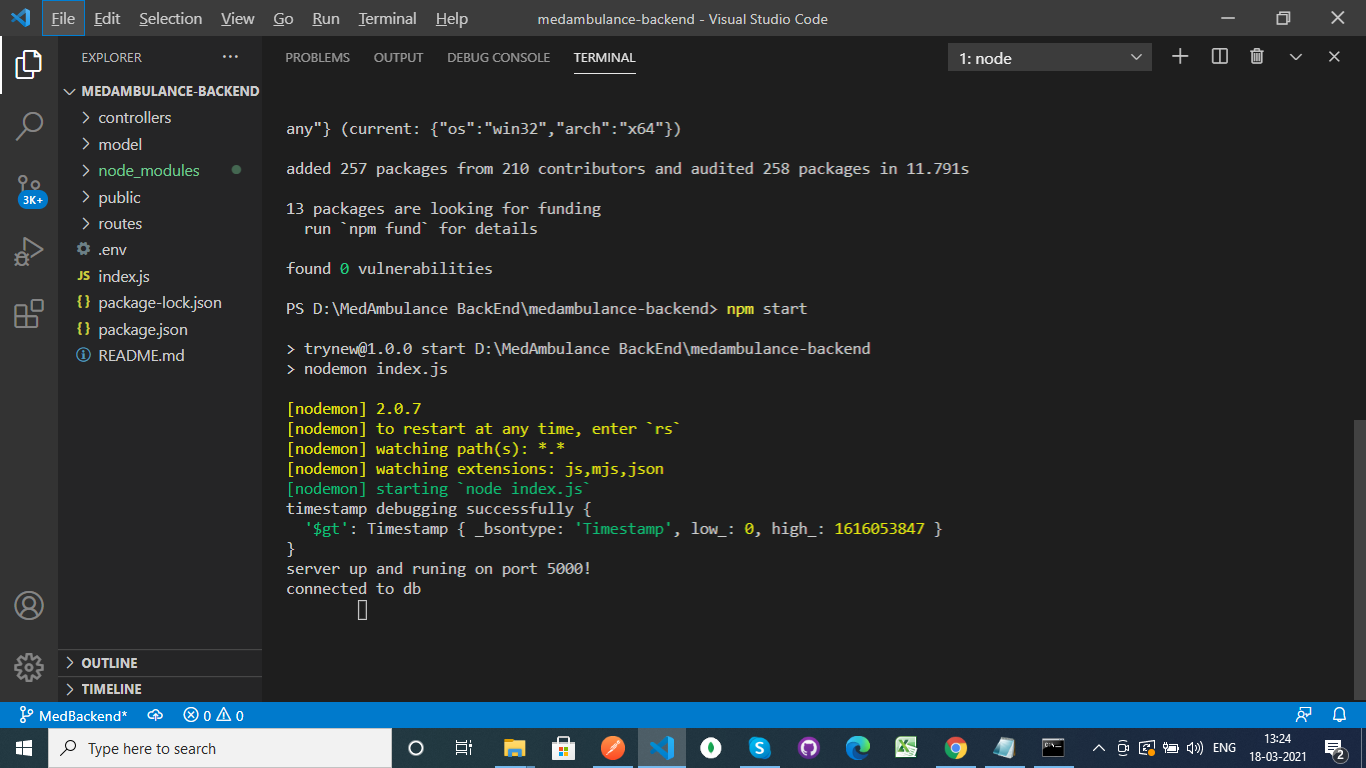 File Edit Selection View Go Run Terminal Help medambulance-backend - Visual Studio Code
EXPLORER
MEDAMBULANCE-BACKEND
controllers
model
node_modules
public
routes
.env
JS index.js
{} package-lock.json
{} package.json
README.md
OUTLINE
TIMELINE
3K+
PROBLEMS OUTPUT DEBUG CONSOLE TERMINAL 1: node
any"} (current: {"os":"win32","arch":"x64"})
added 257 packages from 210 contributors and audited 258 packages in 11.791s
13 packages are looking for funding
run `npm fund` for details
found 0 vulnerabilities
PS D:\MedAmbulance BackEnd\medambulance-backend> npm start
> trynew@1.0.0 start D:\MedAmbulance BackEnd\medambulance-backend
> nodemon index.js
[nodemon] 2.0.7
[nodemon] to restart at any time, enter `rs`
[nodemon] watching path(s): *.*
[nodemon] watching extensions: js,mjs,json
[nodemon] starting `node index.js`
timestamp debugging successfully {
'$gt': Timestamp { _bsontype: 'Timestamp', low_: 0, high_: 1616053847 }
}
server up and runing on port 5000!
connected to db
MedBackend* 0 0
Type here to search
ENG
13:24
18-03-2021
2